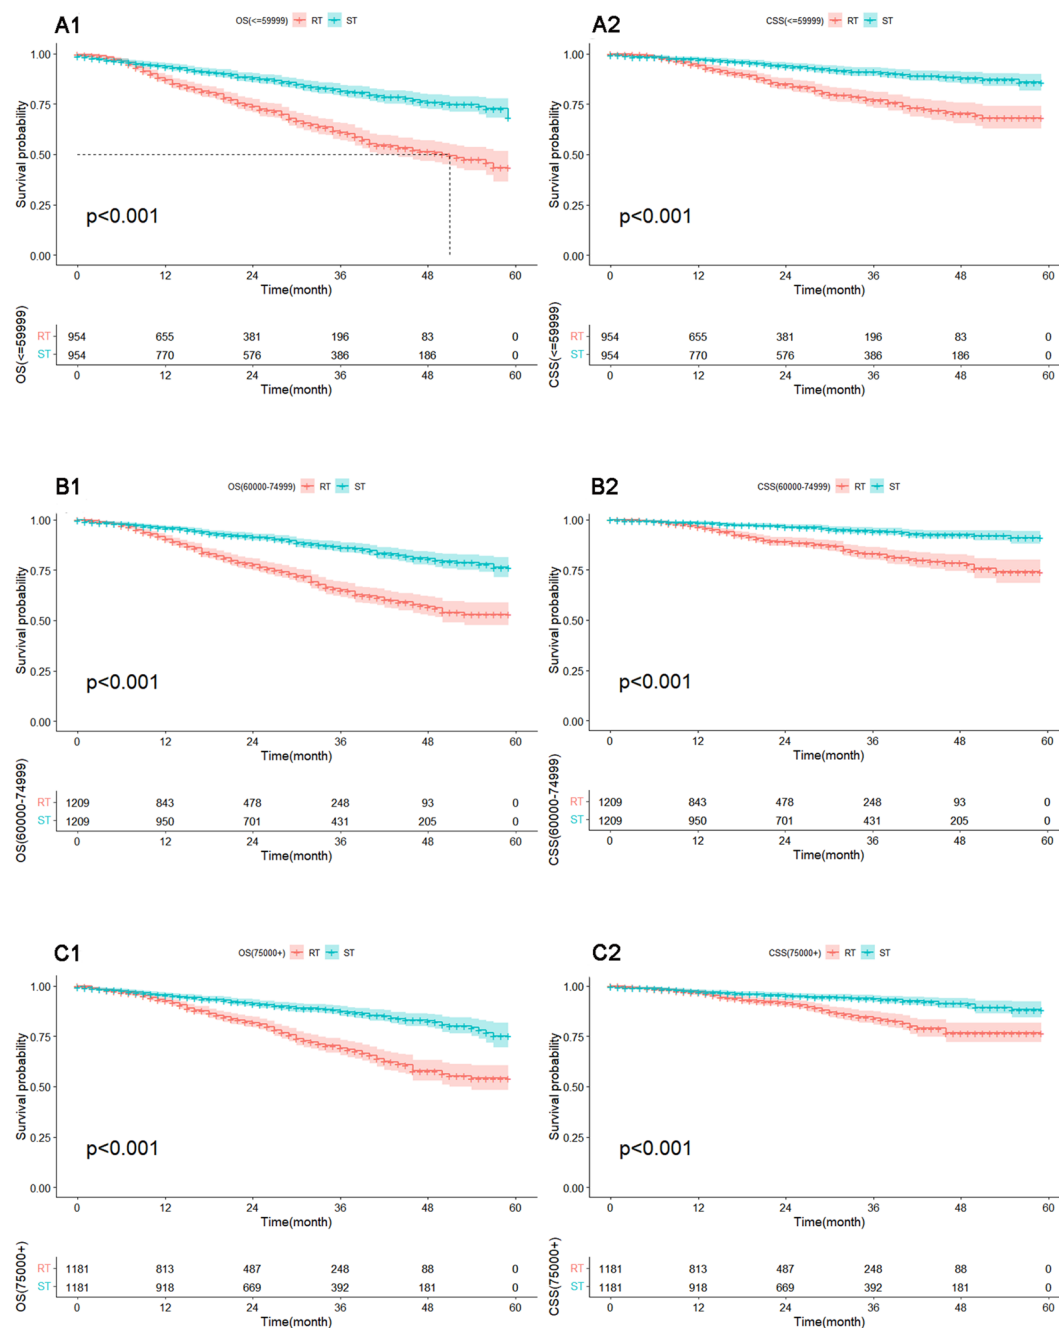 A1
OS(<=59999) RT ST
1.00
0.75
0.50
0.25
0.00
Survival probability
p<0.001
0 12 24 36 48 60
Time(month)
OS(<=59999)
RT 954 655 381 196 83 0
ST 954 770 576 386 186 0
0 12 24 36 48 60
Time(month)
A2
CSS(<=59999) RT ST
1.00
0.75
0.50
0.25
0.00
Survival probability
p<0.001
0 12 24 36 48 60
Time(month)
CSS(<=59999)
RT 954 655 381 196 83 0
ST 954 770 576 386 186 0
0 12 24 36 48 60
Time(month)
B1
OS(60000-74999) RT ST
1.00
0.75
0.50
0.25
0.00
Survival probability
p<0.001
0 12 24 36 48 60
Time(month)
OS(60000-74999)
RT 1209 843 478 248 93 0
ST 1209 950 701 431 205 0
0 12 24 36 48 60
Time(month)
B2
CSS(60000-74999) RT ST
1.00
0.75
0.50
0.25
0.00
Survival probability
p<0.001
0 12 24 36 48 60
Time(month)
CSS(60000-74999)
RT 1209 843 478 248 93 0
ST 1209 950 701 431 205 0
0 12 24 36 48 60
Time(month)
C1
OS(75000+) RT ST
1.00
0.75
0.50
0.25
0.00
Survival probability
p<0.001
0 12 24 36 48 60
Time(month)
OS(75000+)
RT 1181 813 487 248 88 0
ST 1181 918 669 392 181 0
0 12 24 36 48 60
Time(month)
C2
CSS(75000+) RT ST
1.00
0.75
0.50
0.25
0.00
Survival probability
p<0.001
0 12 24 36 48 60
Time(month)
CSS(75000+)
RT 1181 813 487 248 88 0
ST 1181 918 669 392 181 0
0 12 24 36 48 60
Time(month)